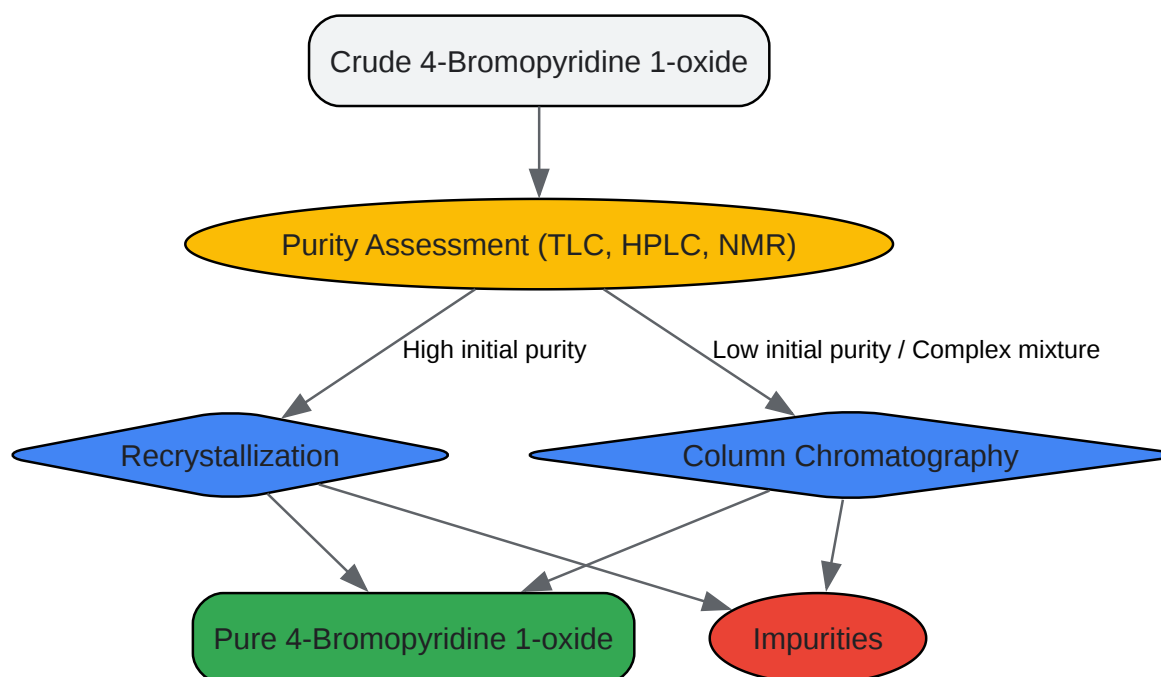 Crude 4-Bromopyridine 1-oxide
Purity Assessment (TLC, HPLC, NMR)
High initial purity
Low initial purity / Complex mixture
Recrystallization
Column Chromatography
Pure 4-Bromopyridine 1-oxide
Impurities